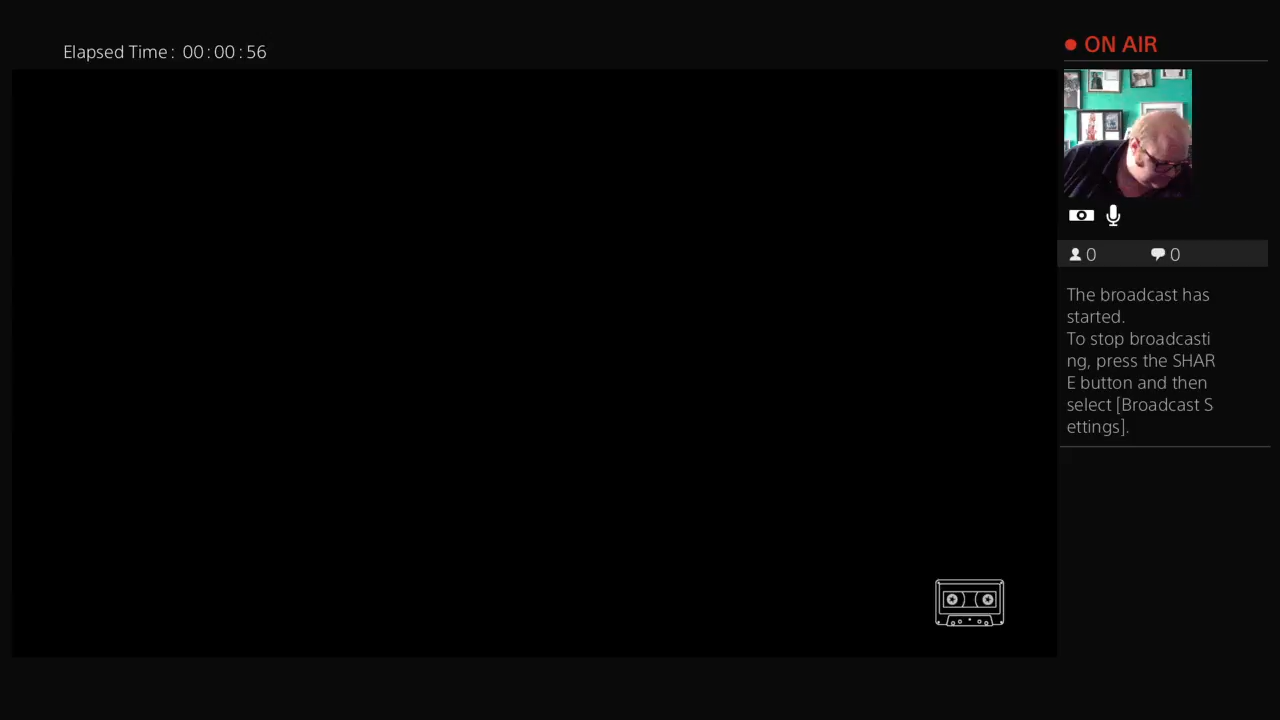 Elapsed Time: 00:00:56
ON AIR
0 0
The broadcast has
started.
To stop broadcasti
ng, press the SHAR
E button and then
select [Broadcast S
ettings].